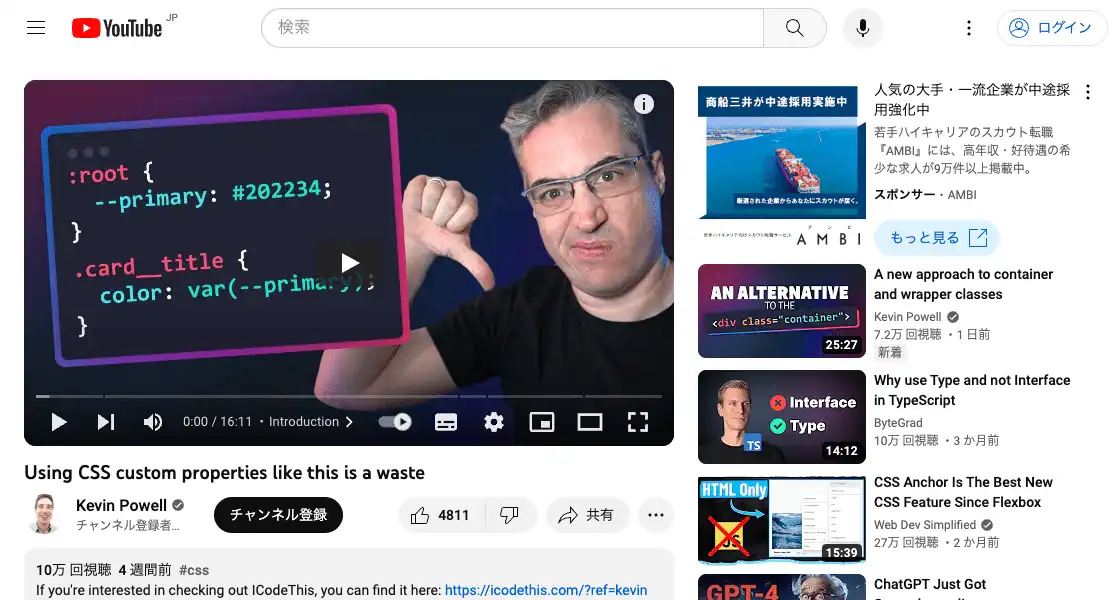 YouTube JP
検索
ログイン
:root {
--primary: #202234;
}
.card__title {
color: var(--primary);
}
0:00 / 16:11 • Introduction
Using CSS custom properties like this is a waste
Kevin Powell
チャンネル登録者...
チャンネル登録
4811
共有
10万 回視聴 4 週間前 #css
If you're interested in checking out ICodeThis, you can find it here: https://icodethis.com/?ref=kevin
商船三井が中途採用実施中
厳選された企業からあなたにスカウトが届く。
若手ハイキャリア向けスカウト転職サービス
アンビ
AMBI
人気の大手・一流企業が中途採
用強化中
若手ハイキャリアのスカウト転職
『AMBI』には、高年収・好待遇の希
少な求人が9万件以上掲載中。
スポンサー・AMBI
もっと見る
AN ALTERNATIVE
TO THE
<div class="container">
25:27
A new approach to container
and wrapper classes
Kevin Powell
7.2万 回視聴 • 1 日前
新着
Interface
Type
TS
14:12
Why use Type and not Interface
in TypeScript
ByteGrad
10万 回視聴 • 3 か月前
HTML Only
JS
15:39
CSS Anchor Is The Best New
CSS Feature Since Flexbox
Web Dev Simplified
27万 回視聴 • 2 か月前
GPT-4
ChatGPT Just Got